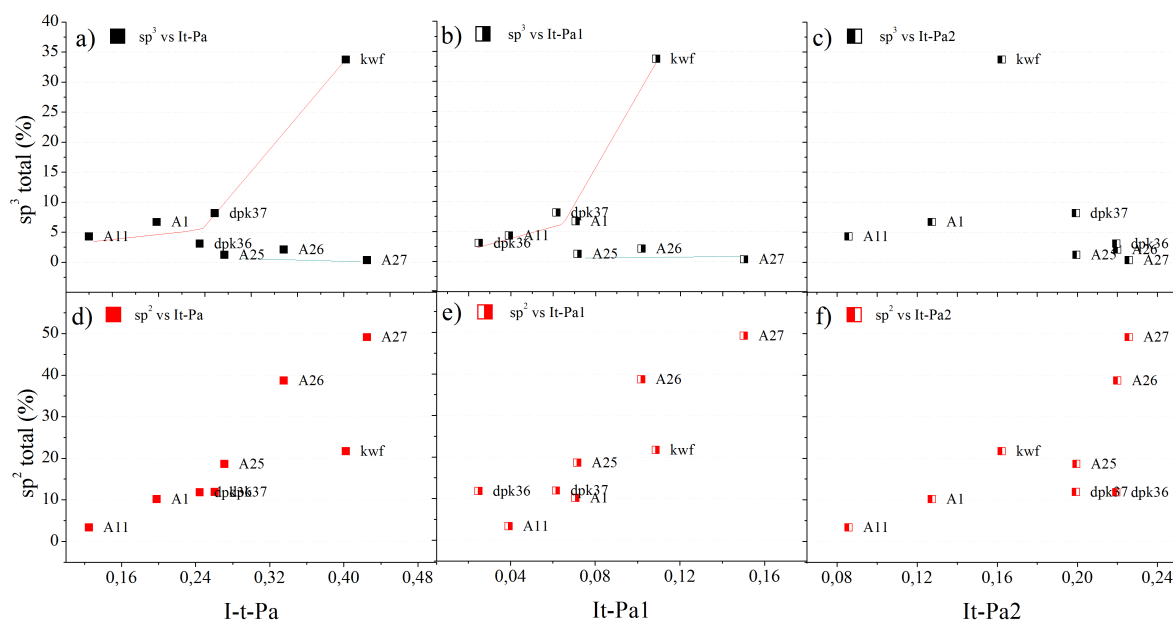 a) sp³ vs It-Pa
b) sp³ vs It-Pa1
c) sp³ vs It-Pa2
sp³ total (%)
40
35
30
25
20
15
10
5
0
kwf
A11
A1
dpk37
dpk36
A25
A26
A27
kwf
dpk36
A11
dpk37
A1
A25
A26
A27
kwf
A11
A1
dpk37
dpk36
A26
A25
A27
d) sp² vs It-Pa
e) sp² vs It-Pa1
f) sp² vs It-Pa2
sp² total (%)
50
40
30
20
10
0
A27
A26
kwf
A25
dpk36
dpk37
A1
A11
A27
A26
kwf
A25
dpk36
dpk37
A1
A11
A27
A26
kwf
A25
dpk37
dpk36
A1
A11
0,16 0,24 0,32 0,40 0,48
0,04 0,08 0,12 0,16
0,08 0,12 0,16 0,20 0,24
I-t-Pa
It-Pa1
It-Pa2